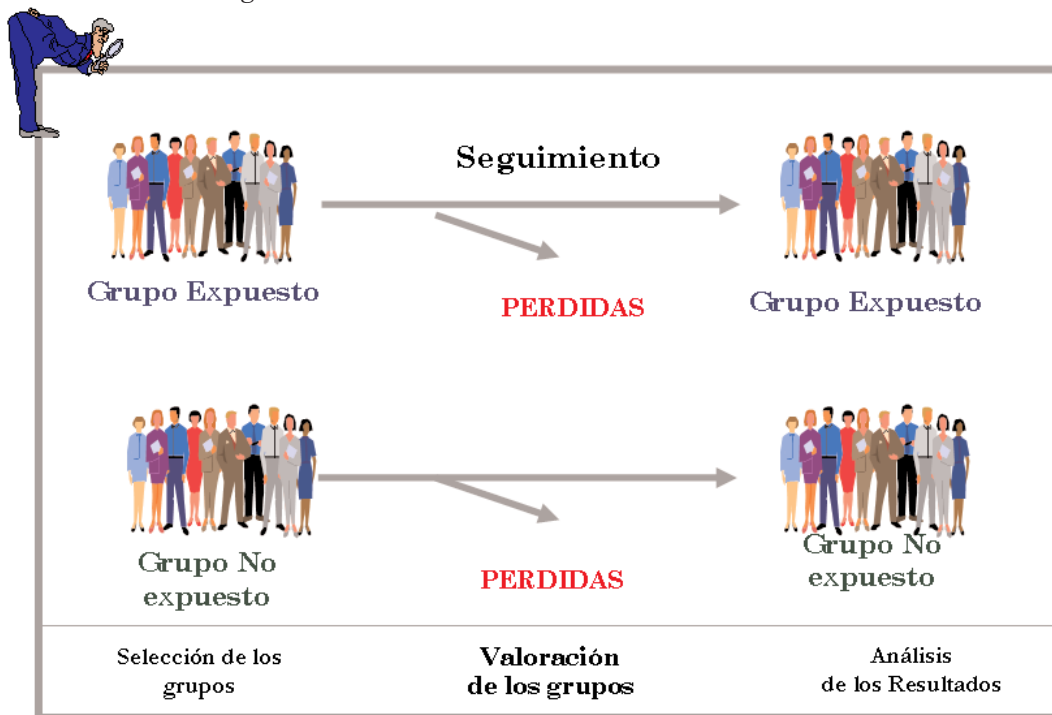 Seguimiento
Grupo Expuesto
PERDIDAS
Grupo Expuesto
Grupo No
expuesto
PERDIDAS
Grupo No
expuesto
Selección de los
grupos
Valoración
de los grupos
Análisis
de los Resultados